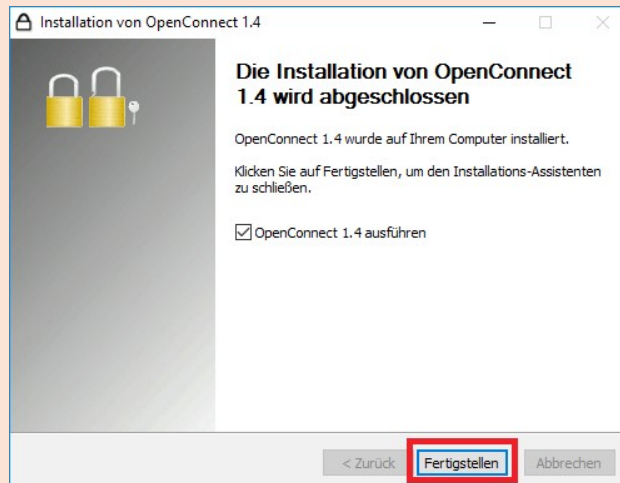 Installation von OpenConnect 1.4
Die Installation von OpenConnect
1.4 wird abgeschlossen
OpenConnect 1.4 wurde auf Ihrem Computer installiert.
Klicken Sie auf Fertigstellen, um den Installations-Assistenten
zu schließen.
OpenConnect 1.4 ausführen
< Zurück Fertigstellen Abbrechen